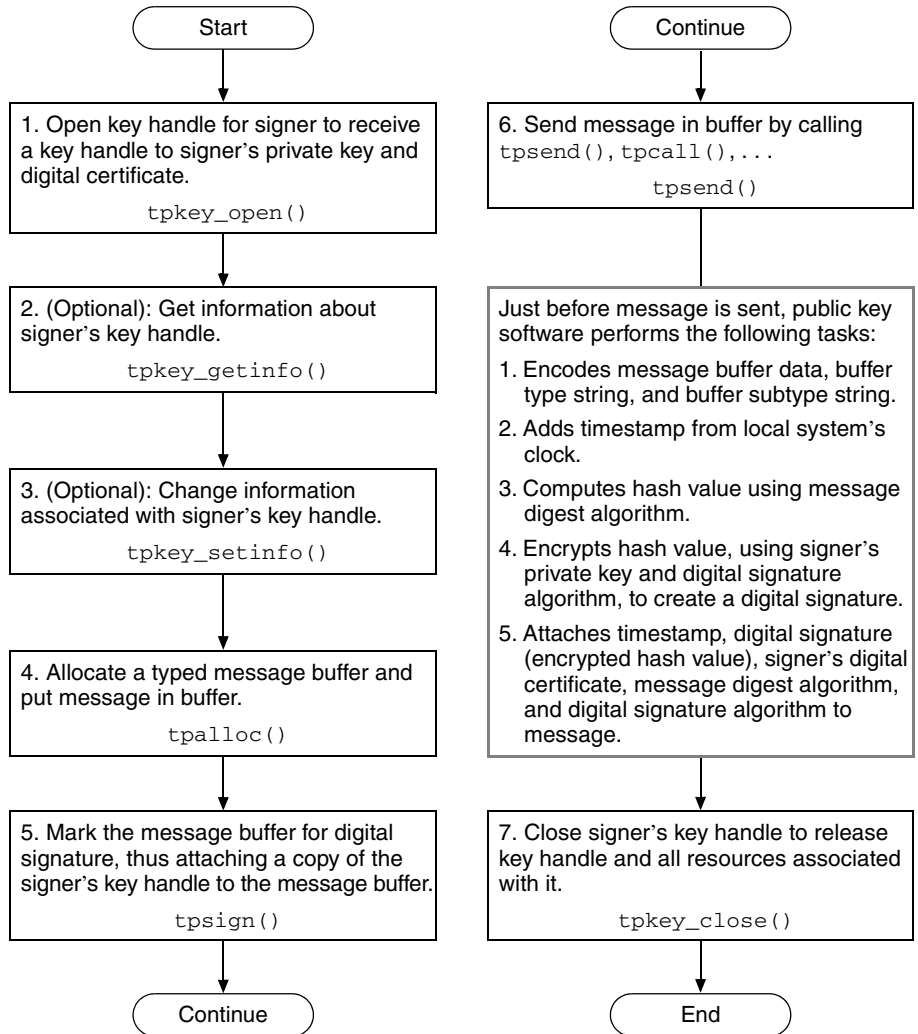 Start
1. Open key handle for signer to receive
a key handle to signer’s private key and
digital certificate.
tpkey_open()
2. (Optional): Get information about
signer’s key handle.
tpkey_getinfo()
3. (Optional): Change information
associated with signer’s key handle.
tpkey_setinfo()
4. Allocate a typed message buffer and
put message in buffer.
tpalloc()
5. Mark the message buffer for digital
signature, thus attaching a copy of the
signer’s key handle to the message buffer.
tpsign()
Continue
Continue
6. Send message in buffer by calling
tpsend(), tpcall(),...
tpsend()
Just before message is sent, public key
software performs the following tasks:
1. Encodes message buffer data, buffer
type string, and buffer subtype string.
2. Adds timestamp from local system’s
clock.
3. Computes hash value using message
digest algorithm.
4. Encrypts hash value, using signer’s
private key and digital signature
algorithm, to create a digital signature.
5. Attaches timestamp, digital signature
(encrypted hash value), signer’s digital
certificate, message digest algorithm,
and digital signature algorithm to
message.
7. Close signer’s key handle to release
key handle and all resources associated
with it.
tpkey_close()
End